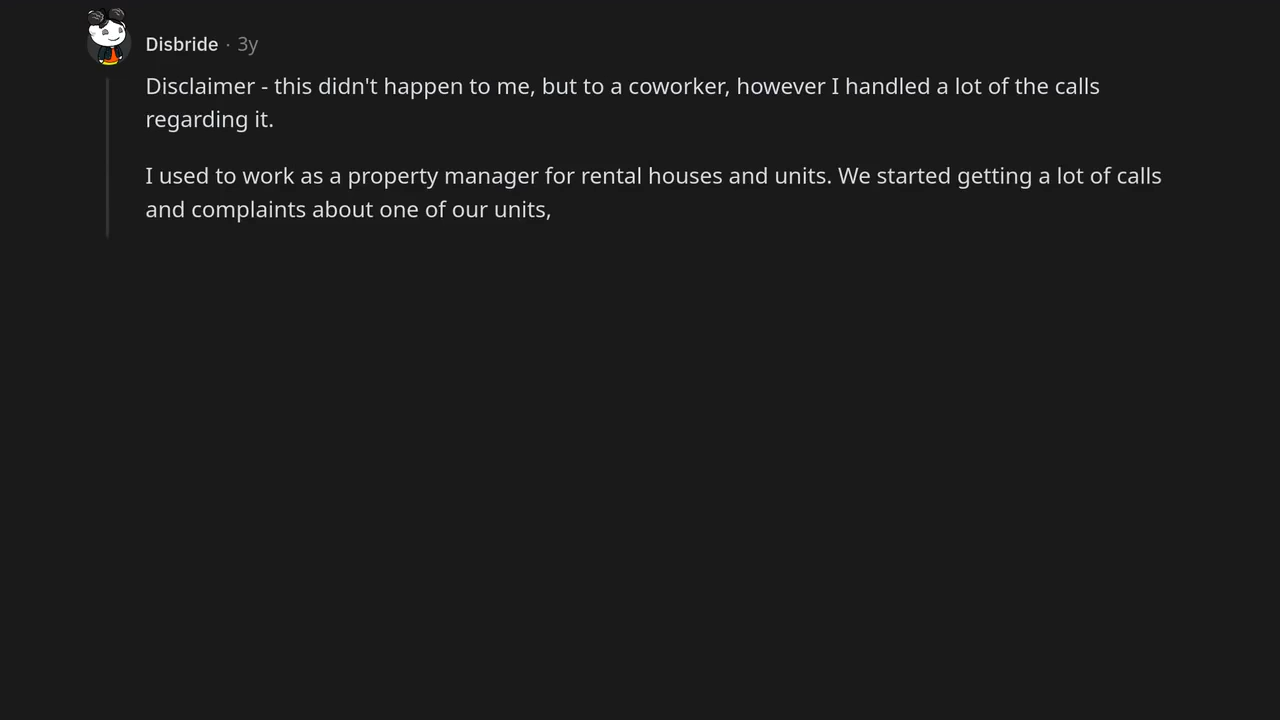 Disbride · 3y
Disclaimer - this didn't happen to me, but to a coworker, however I handled a lot of the calls
regarding it.
I used to work as a property manager for rental houses and units. We started getting a lot of calls
and complaints about one of our units,